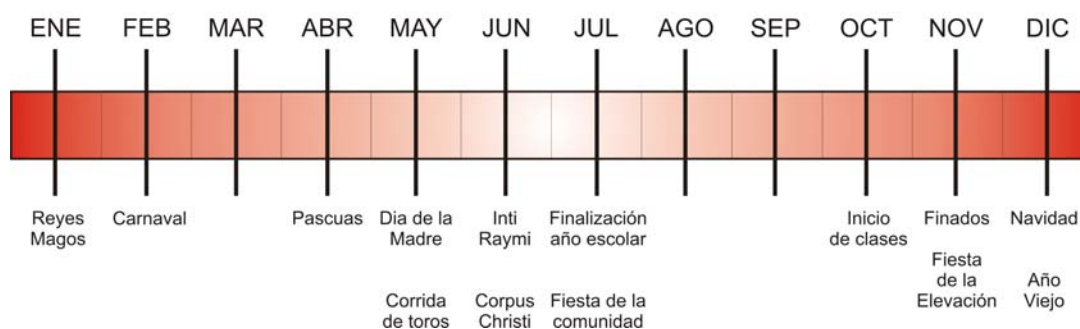 ENE FEB MAR ABR MAY JUN JUL AGO SEP OCT NOV DIC
Reyes
Magos
Carnaval
Pascuas
Dia de la
Madre
Inti
Raymi
Finalización
año escolar
Inicio
de clases
Finados
Navidad
Corrida
de toros
Corpus
Christi
Fiesta de la
comunidad
Fiesta
de la
Elevación
Año
Viejo